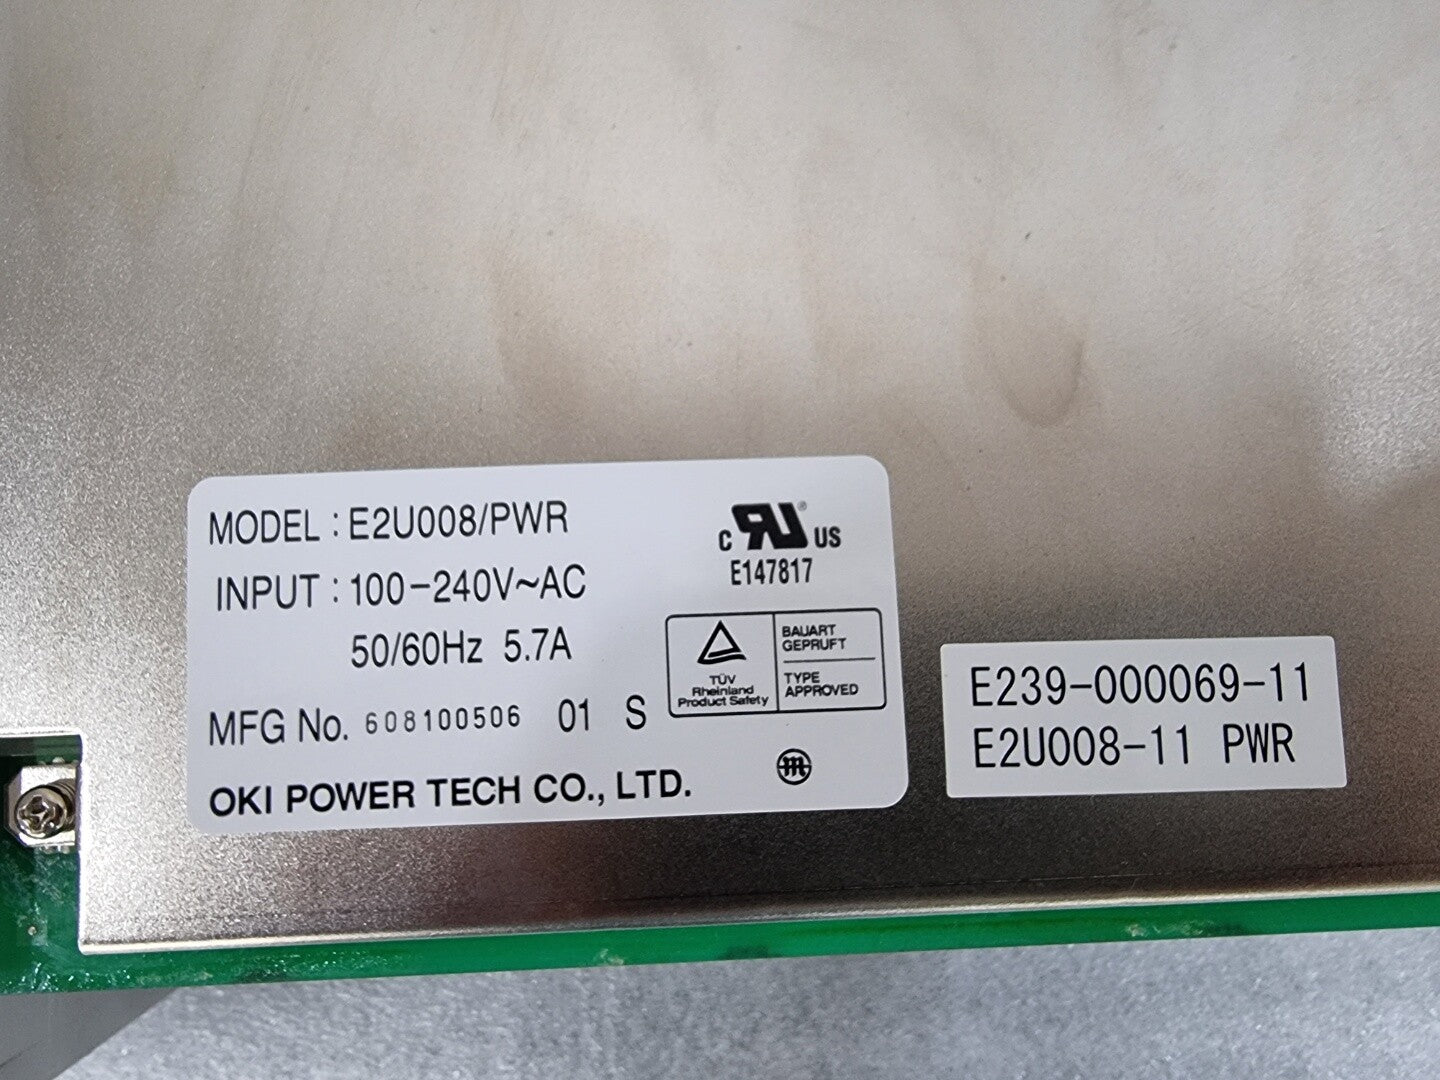 MODEL : E2U008/PWR
INPUT : 100-240V~AC
50/60Hz 5.7A
MFG No. 608100506 01 S
OKI POWER TECH CO., LTD.
c RU ® US
E147817
TÜV
Rheinland
Product Safety
BAUART
GEPRUFT
TYPE
APPROVED
E239-000069-11
E2U008-11 PWR